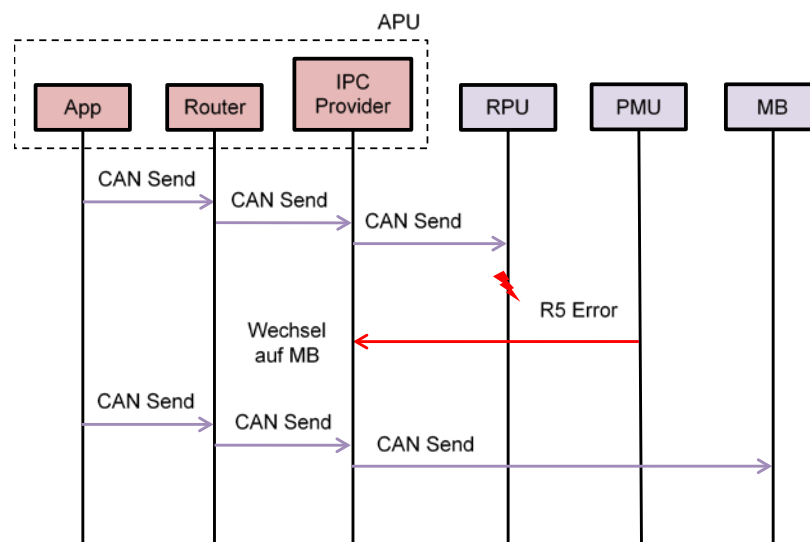 APU
App
Router
IPC
Provider
RPU
PMU
MB
CAN Send
CAN Send
CAN Send
R5 Error
Wechsel
auf MB
CAN Send
CAN Send
CAN Send